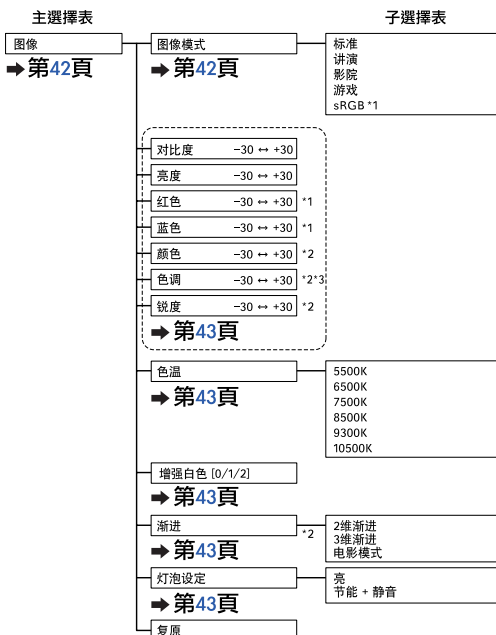 主選擇表
子選擇表
图像
➡第42頁
图像模式
➡第42頁
标准
讲演
影院
游戏
sRGB *1
对比度 −30 ↔ +30
亮度 −30 ↔ +30
红色 −30 ↔ +30 *1
蓝色 −30 ↔ +30 *1
颜色 −30 ↔ +30 *2
色调 −30 ↔ +30 *2*3
锐度 −30 ↔ +30 *2
➡第43頁
色温
➡第43頁
5500K
6500K
7500K
8500K
9300K
10500K
增强白色 [0/1/2]
➡第43頁
渐进 *2
➡第43頁
2维渐进
3维渐进
电影模式
灯泡设定
➡第43頁
亮
节能 + 静音
复原